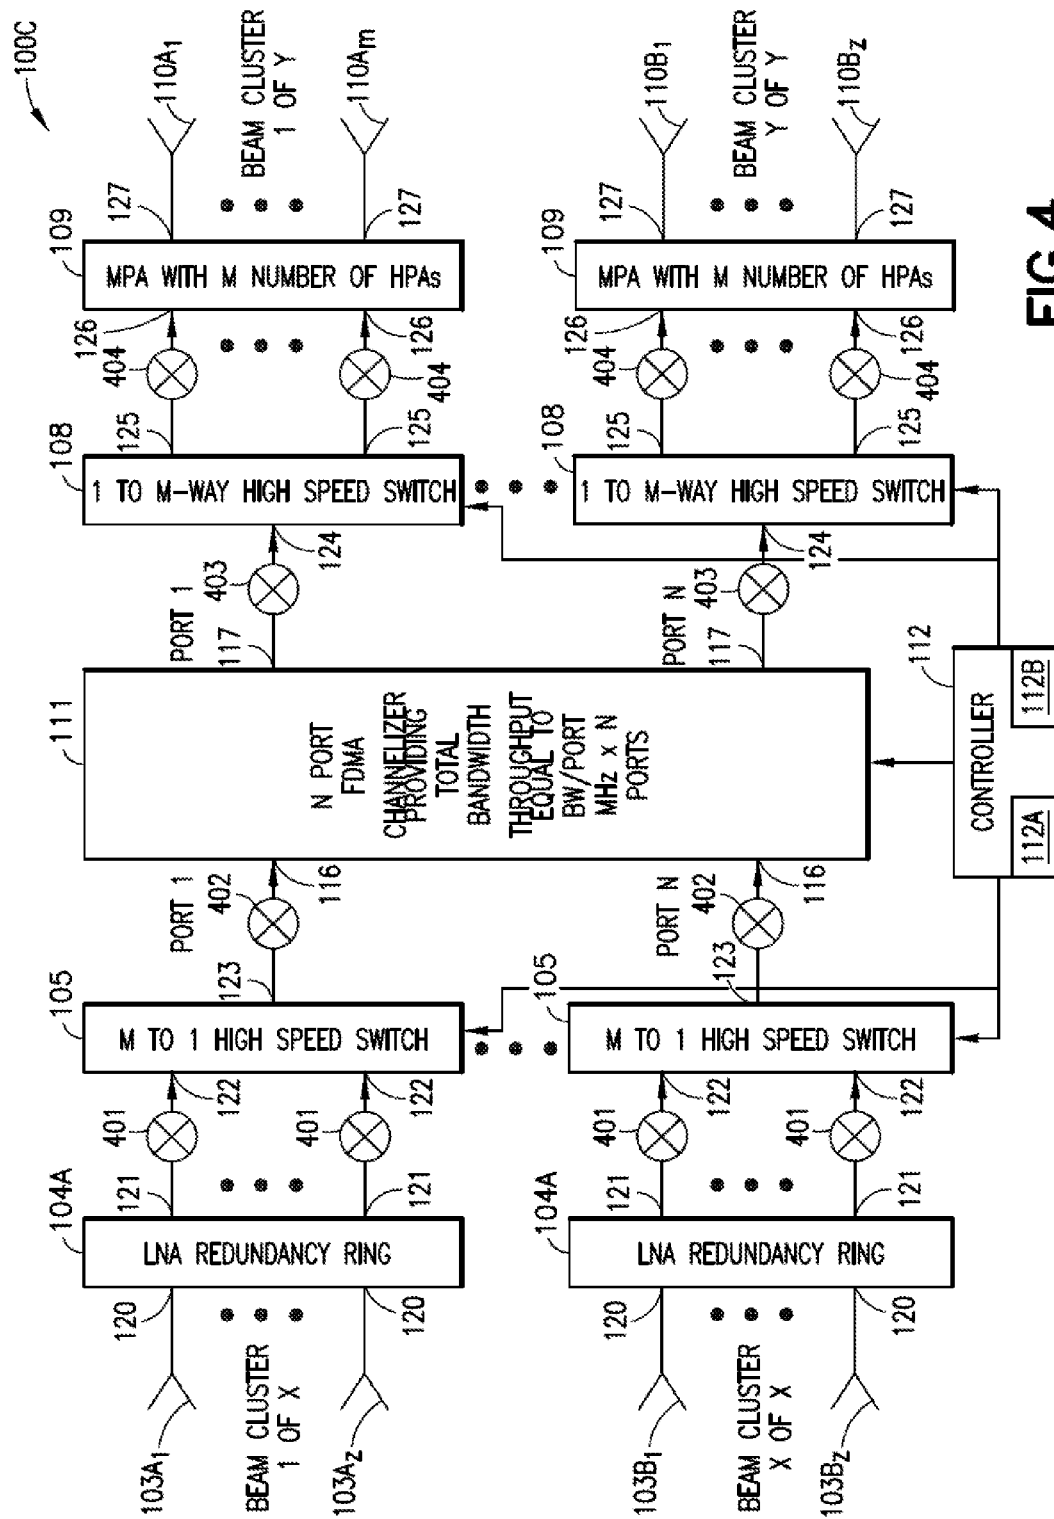 100C
103A1
103Az
BEAM CLUSTER
1 OF X
120
120
104A
LNA REDUNDANCY RING
121
121
401
401
122
122
105
M TO 1 HIGH SPEED SWITCH
123
PORT 1
402
116
111
N PORT
FDMA
CHANNELIZER
PROVIDING
TOTAL
BANDWIDTH
THROUGHPUT
EQUAL TO
BW/PORT
MHz x N
PORTS
PORT 1
117
403
124
108
1 TO M-WAY HIGH SPEED SWITCH
125
125
404
404
126
126
109
MPA WITH M NUMBER OF HPAs
127
127
110A1
110Am
BEAM CLUSTER
1 OF Y
103B1
103Bz
BEAM CLUSTER
X OF X
120
120
104A
LNA REDUNDANCY RING
121
121
401
401
122
122
105
M TO 1 HIGH SPEED SWITCH
123
PORT N
402
116
PORT N
117
403
124
108
1 TO M-WAY HIGH SPEED SWITCH
125
125
404
404
126
126
109
MPA WITH M NUMBER OF HPAs
127
127
110B1
110Bz
BEAM CLUSTER
Y OF Y
112
CONTROLLER
112A
112B
FIG.4